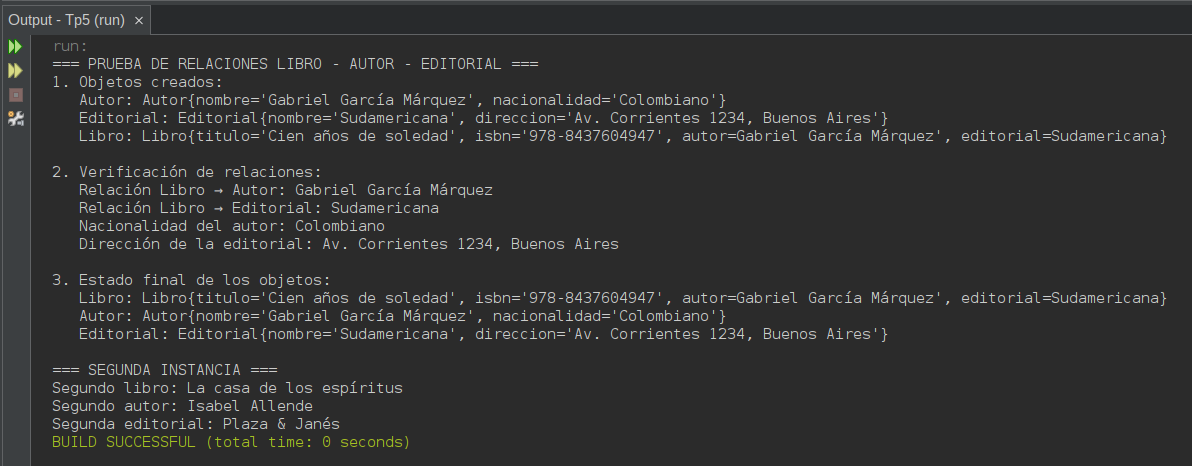 Output - Tp5 (run) ×
run:
=== PRUEBA DE RELACIONES LIBRO - AUTOR - EDITORIAL ===
1. Objetos creados:
   Autor: Autor{nombre='Gabriel García Márquez', nacionalidad='Colombiano'}
   Editorial: Editorial{nombre='Sudamericana', direccion='Av. Corrientes 1234, Buenos Aires'}
   Libro: Libro{titulo='Cien años de soledad', isbn='978-8437604947', autor=Gabriel García Márquez, editorial=Sudamericana}

2. Verificación de relaciones:
   Relación Libro → Autor: Gabriel García Márquez
   Relación Libro → Editorial: Sudamericana
   Nacionalidad del autor: Colombiano
   Dirección de la editorial: Av. Corrientes 1234, Buenos Aires

3. Estado final de los objetos:
   Libro: Libro{titulo='Cien años de soledad', isbn='978-8437604947', autor=Gabriel García Márquez, editorial=Sudamericana}
   Autor: Autor{nombre='Gabriel García Márquez', nacionalidad='Colombiano'}
   Editorial: Editorial{nombre='Sudamericana', direccion='Av. Corrientes 1234, Buenos Aires'}

=== SEGUNDA INSTANCIA ===
Segundo libro: La casa de los espíritus
Segundo autor: Isabel Allende
Segunda editorial: Plaza & Janés
BUILD SUCCESSFUL (total time: 0 seconds)